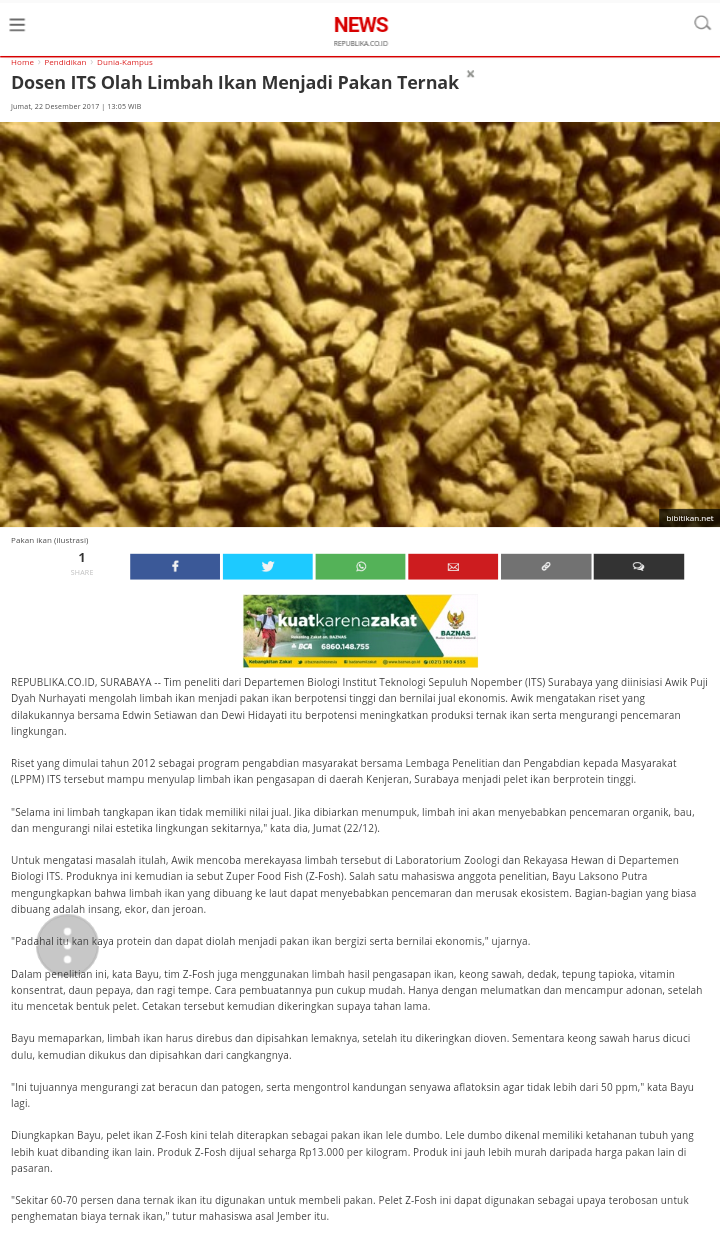 NEWS
REPUBLIKA.CO.ID
Home › Pendidikan › Dunia-Kampus
Dosen ITS Olah Limbah Ikan Menjadi Pakan Ternak
Jumat, 22 Desember 2017 | 13:05 WIB
bibitikan.net
Pakan ikan (ilustrasi)
1
SHARE
kuatkarenazakat
Rekening Zakat an. BAZNAS
BCA 6860.148.755
BAZNAS
Badan Amil Zakat Nasional
Kebangkitan Zakat
www.baznas.go.id
(021) 390 4555
REPUBLIKA.CO.ID, SURABAYA -- Tim peneliti dari Departemen Biologi Institut Teknologi Sepuluh Nopember (ITS) Surabaya yang diinisiasi Awik Puji
Dyah Nurhayati mengolah limbah ikan menjadi pakan ikan berpotensi tinggi dan bernilai jual ekonomis. Awik mengatakan riset yang
dilakukannya bersama Edwin Setiawan dan Dewi Hidayati itu berpotensi meningkatkan produksi ternak ikan serta mengurangi pencemaran
lingkungan.
Riset yang dimulai tahun 2012 sebagai program pengabdian masyarakat bersama Lembaga Penelitian dan Pengabdian kepada Masyarakat
(LPPM) ITS tersebut mampu menyulap limbah ikan pengasapan di daerah Kenjeran, Surabaya menjadi pelet ikan berprotein tinggi.
"Selama ini limbah tangkapan ikan tidak memiliki nilai jual. Jika dibiarkan menumpuk, limbah ini akan menyebabkan pencemaran organik, bau,
dan mengurangi nilai estetika lingkungan sekitarnya," kata dia, Jumat (22/12).
Untuk mengatasi masalah itulah, Awik mencoba merekayasa limbah tersebut di Laboratorium Zoologi dan Rekayasa Hewan di Departemen
Biologi ITS. Produknya ini kemudian ia sebut Zuper Food Fish (Z-Fosh). Salah satu mahasiswa anggota penelitian, Bayu Laksono Putra
mengungkapkan bahwa limbah ikan yang dibuang ke laut dapat menyebabkan pencemaran dan merusak ekosistem. Bagian-bagian yang biasa
dibuang adalah insang, ekor, dan jeroan.
"Padahal itu kan kaya protein dan dapat diolah menjadi pakan ikan bergizi serta bernilai ekonomis," ujarnya.
Dalam penelitian ini, kata Bayu, tim Z-Fosh juga menggunakan limbah hasil pengasapan ikan, keong sawah, dedak, tepung tapioka, vitamin
konsentrat, daun pepaya, dan ragi tempe. Cara pembuatannya pun cukup mudah. Hanya dengan melumatkan dan mencampur adonan, setelah
itu mencetak bentuk pelet. Cetakan tersebut kemudian dikeringkan supaya tahan lama.
Bayu memaparkan, limbah ikan harus direbus dan dipisahkan lemaknya, setelah itu dikeringkan dioven. Sementara keong sawah harus dicuci
dulu, kemudian dikukus dan dipisahkan dari cangkangnya.
"Ini tujuannya mengurangi zat beracun dan patogen, serta mengontrol kandungan senyawa aflatoksin agar tidak lebih dari 50 ppm," kata Bayu
lagi.
Diungkapkan Bayu, pelet ikan Z-Fosh kini telah diterapkan sebagai pakan ikan lele dumbo. Lele dumbo dikenal memiliki ketahanan tubuh yang
lebih kuat dibanding ikan lain. Produk Z-Fosh dijual seharga Rp13.000 per kilogram. Produk ini jauh lebih murah daripada harga pakan lain di
pasaran.
"Sekitar 60-70 persen dana ternak ikan itu digunakan untuk membeli pakan. Pelet Z-Fosh ini dapat digunakan sebagai upaya terobosan untuk
penghematan biaya ternak ikan," tutur mahasiswa asal Jember itu.